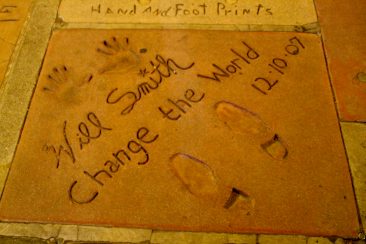 Hand and Foot Prints
Will Smith
Change the World
12.10.07